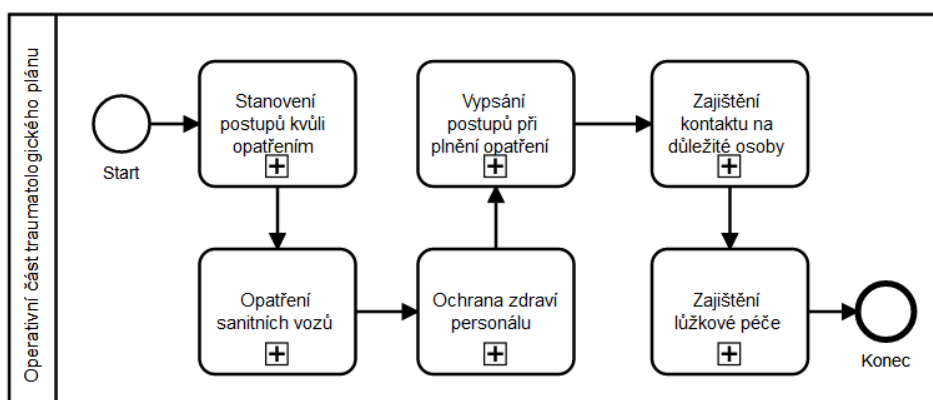 Operativní část traumatologického plánu
Start
Stanovení
postupů kvůli
opatřením
Opatření
sanitních vozů
Ochrana zdraví
personálu
Vypsání
postupů při
plnění opatření
Zajištění
kontaktu na
důležité osoby
Zajištění
lůžkové péče
Konec